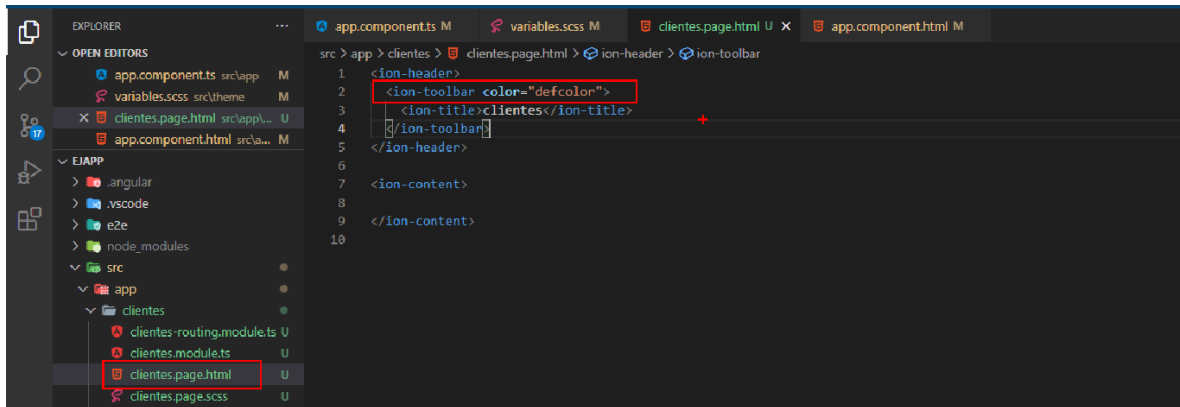 EXPLORER ...
OPEN EDITORS
app.component.ts src\app M
variables.scss src\theme M
clientes.page.html src\app\... U
app.component.html src\a... M
EJAPP
.angular
.vscode
e2e
node_modules
src
app
clientes
clientes-routing.module.ts U
clientes.module.ts U
clientes.page.html U
clientes.page.scss U
17
app.component.ts M
variables.scss M
clientes.page.html U
app.component.html M
src > app > clientes > clientes.page.html > ion-header > ion-toolbar
1 <ion-header>
2 <ion-toolbar color="defcolor">
3 <ion-title>clientes</ion-title>
4 </ion-toolbar>
5 </ion-header>
6
7 <ion-content>
8
9 </ion-content>
10